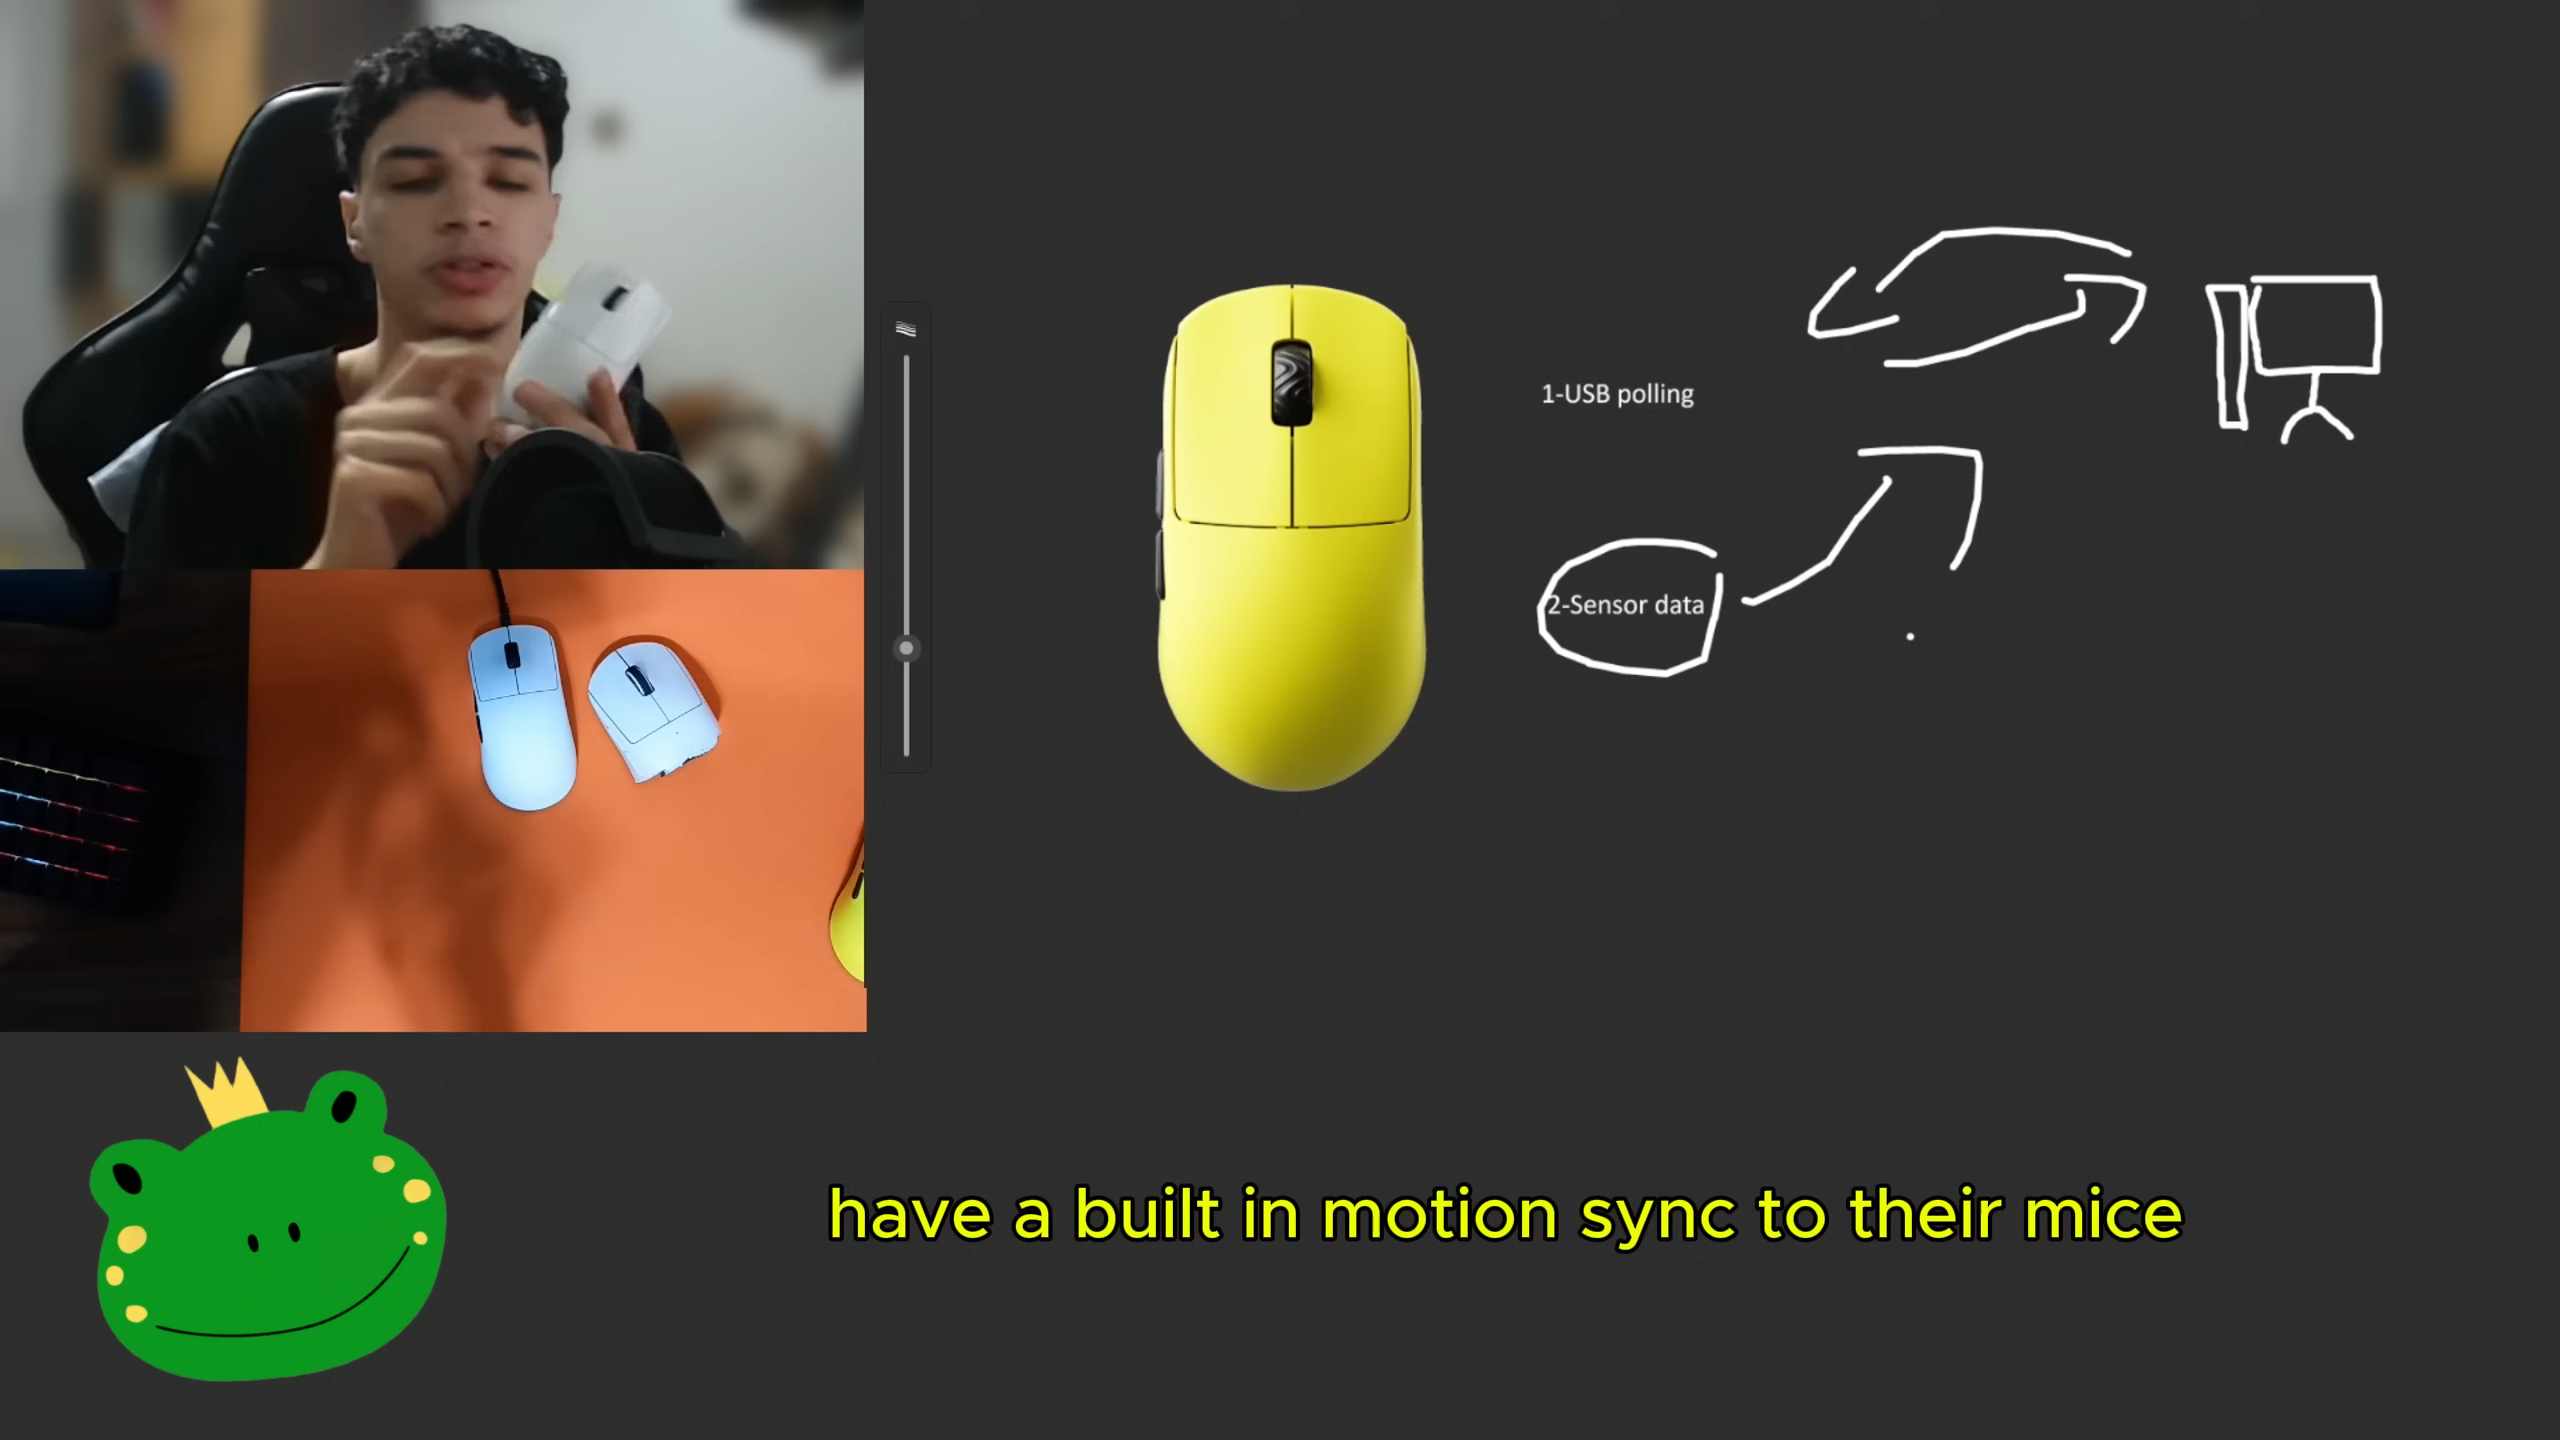 1-USB polling
2-Sensor data
have a built in motion sync to their mice